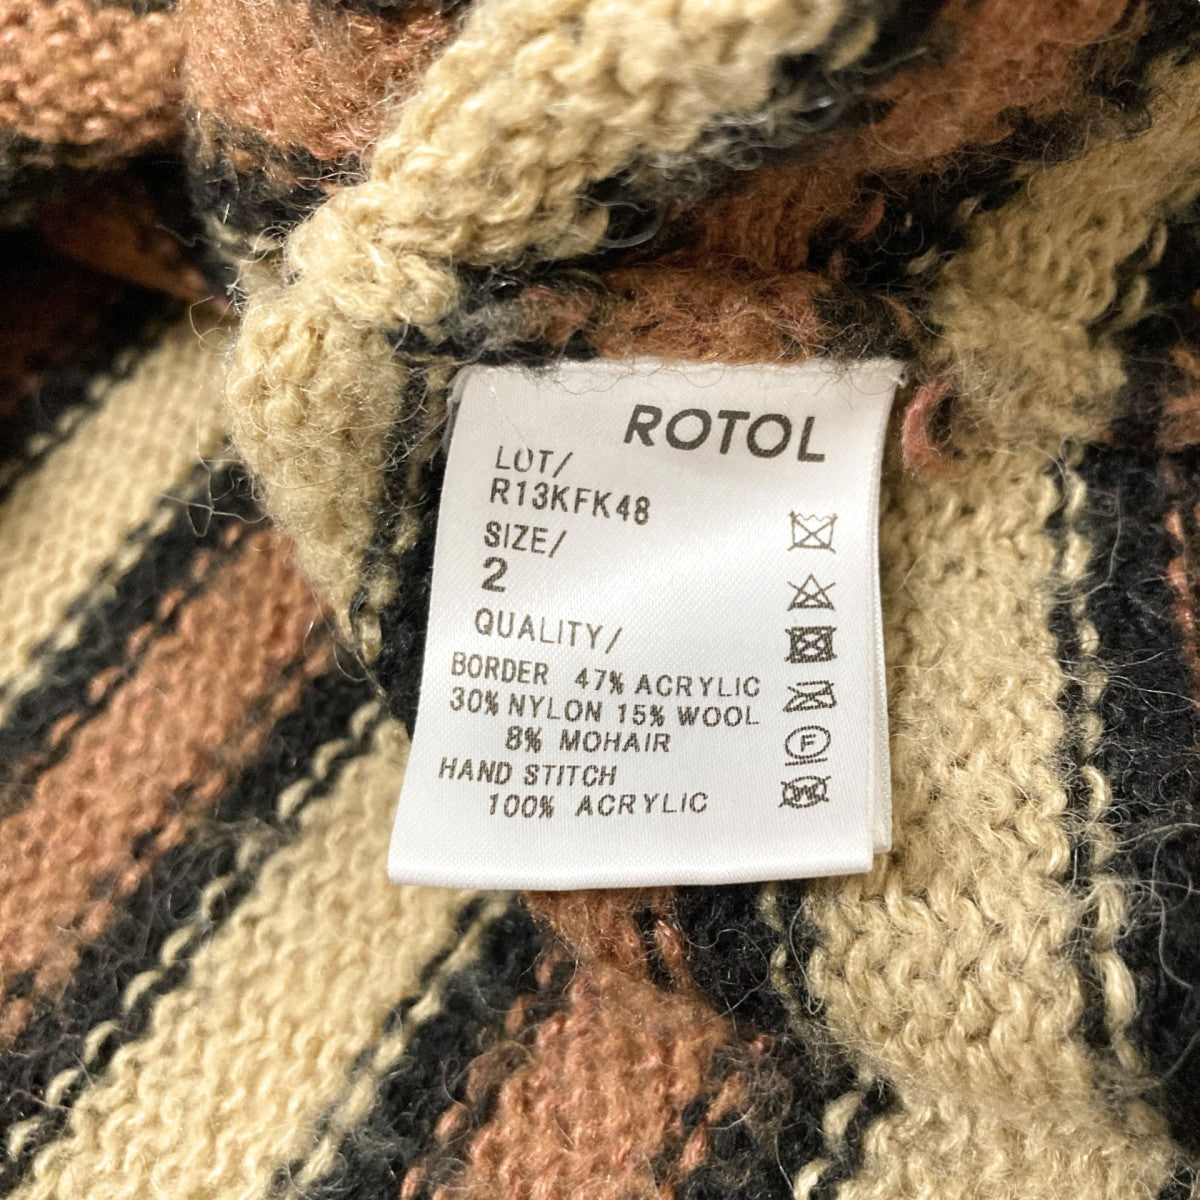 ROTOL
LOT/
R13KFK48
SIZE/
2
QUALITY/
BORDER 47% ACRYLIC
30% NYLON 15% WOOL
8% MOHAIR
HAND STITCH
100% ACRYLIC
F
W